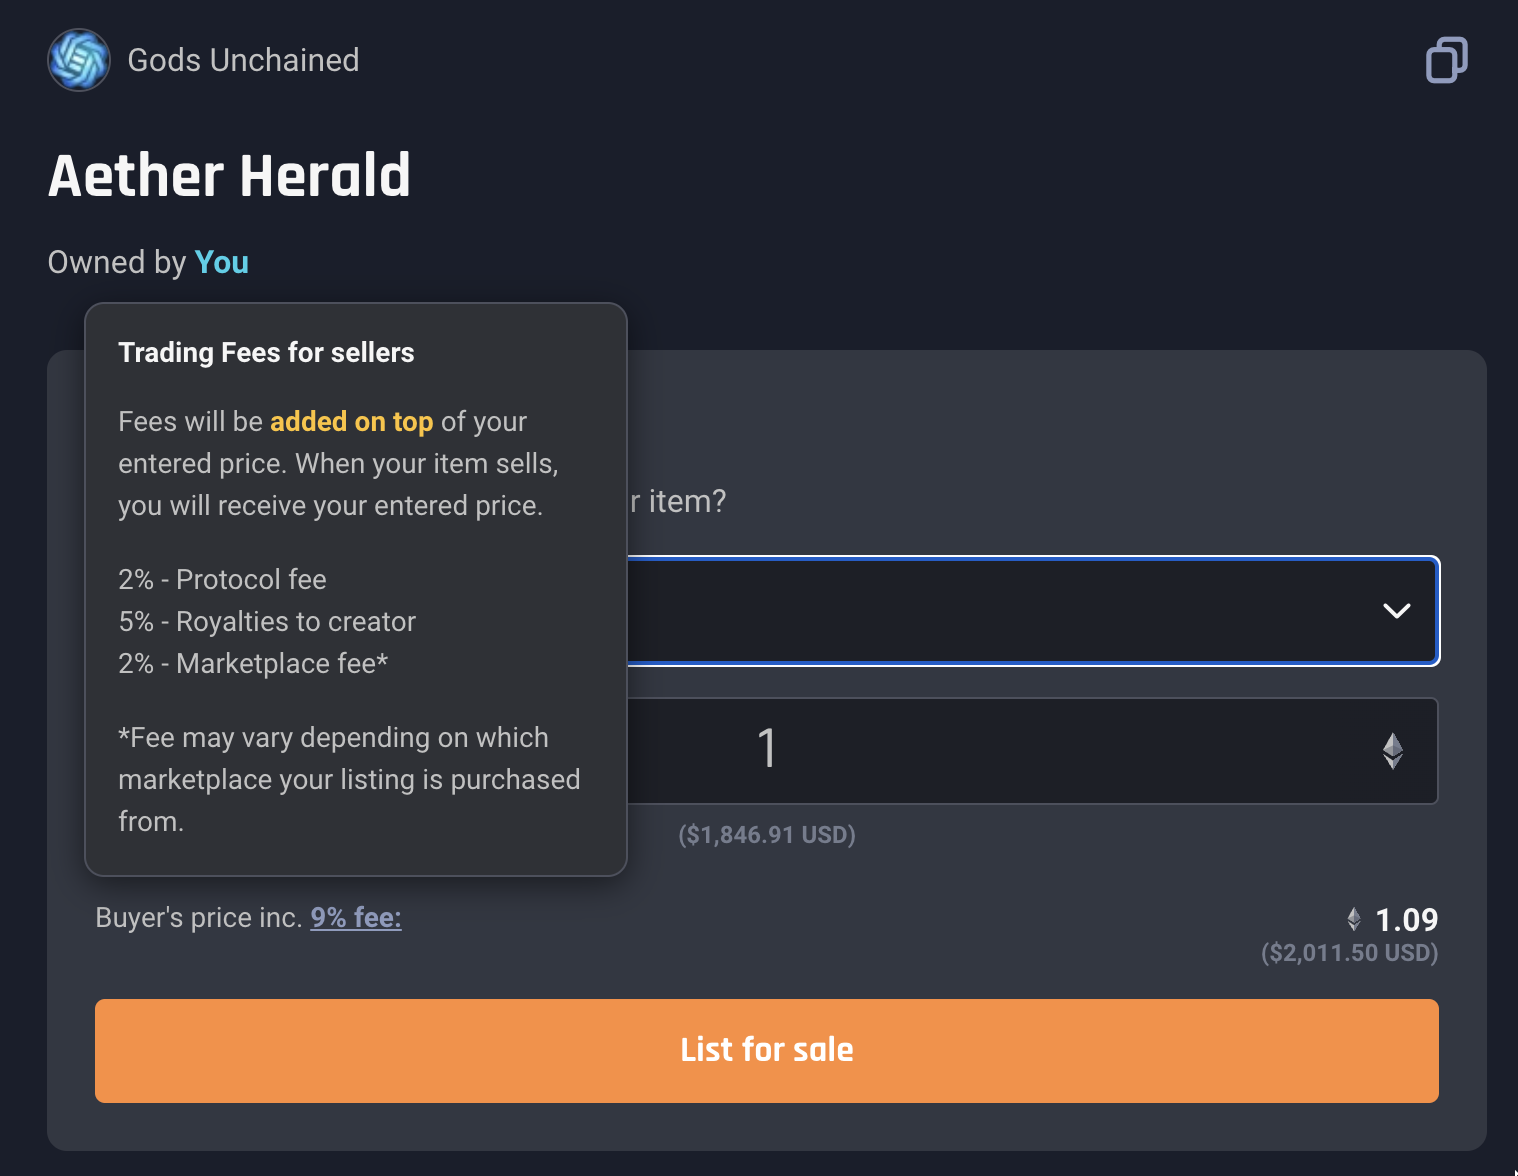 Gods Unchained
Aether Herald
Owned by You
Trading Fees for sellers
Fees will be added on top of your
entered price. When your item sells,
you will receive your entered price.
2% - Protocol fee
5% - Royalties to creator
2% - Marketplace fee*
*Fee may vary depending on which
marketplace your listing is purchased
from.
r item?
1
($1,846.91 USD)
Buyer's price inc. 9% fee:
1.09
($2,011.50 USD)
List for sale